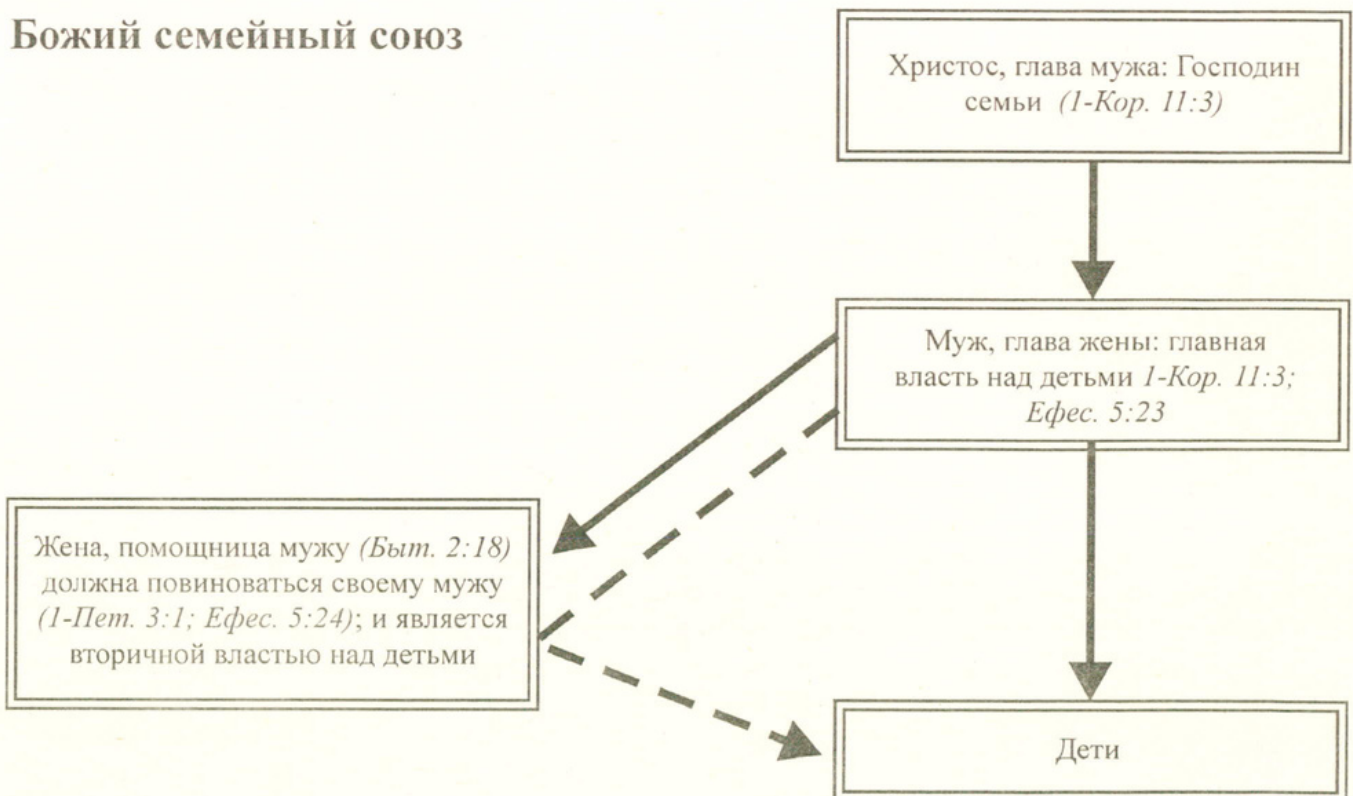 Божий семейный союз
Христос, глава мужа: Господин
семьи (1-Кор. 11:3)
Муж, глава жены: главная
власть над детьми 1-Кор. 11:3;
Ефес. 5:23
Жена, помощница мужу (Быт. 2:18)
должна повиноваться своему мужу
(1-Пет. 3:1; Ефес. 5:24); и является
вторичной властью над детьми
Дети